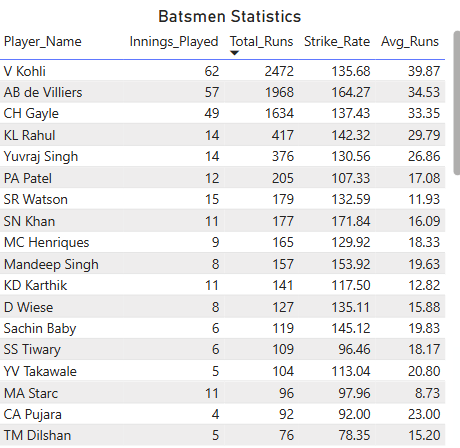 Batsmen Statistics
Player_Name Innings_Played Total_Runs Strike_Rate Avg_Runs
V Kohli 62 2472 135.68 39.87
AB de Villiers 57 1968 164.27 34.53
CH Gayle 49 1634 137.43 33.35
KL Rahul 14 417 142.32 29.79
Yuvraj Singh 14 376 130.56 26.86
PA Patel 12 205 107.33 17.08
SR Watson 15 179 132.59 11.93
SN Khan 11 177 171.84 16.09
MC Henriques 9 165 129.92 18.33
Mandeep Singh 8 157 153.92 19.63
KD Karthik 11 141 117.50 12.82
D Wiese 8 127 135.11 15.88
Sachin Baby 6 119 145.12 19.83
SS Tiwary 6 109 96.46 18.17
YV Takawale 5 104 113.04 20.80
MA Starc 11 96 97.96 8.73
CA Pujara 4 92 92.00 23.00
TM Dilshan 5 76 78.35 15.20